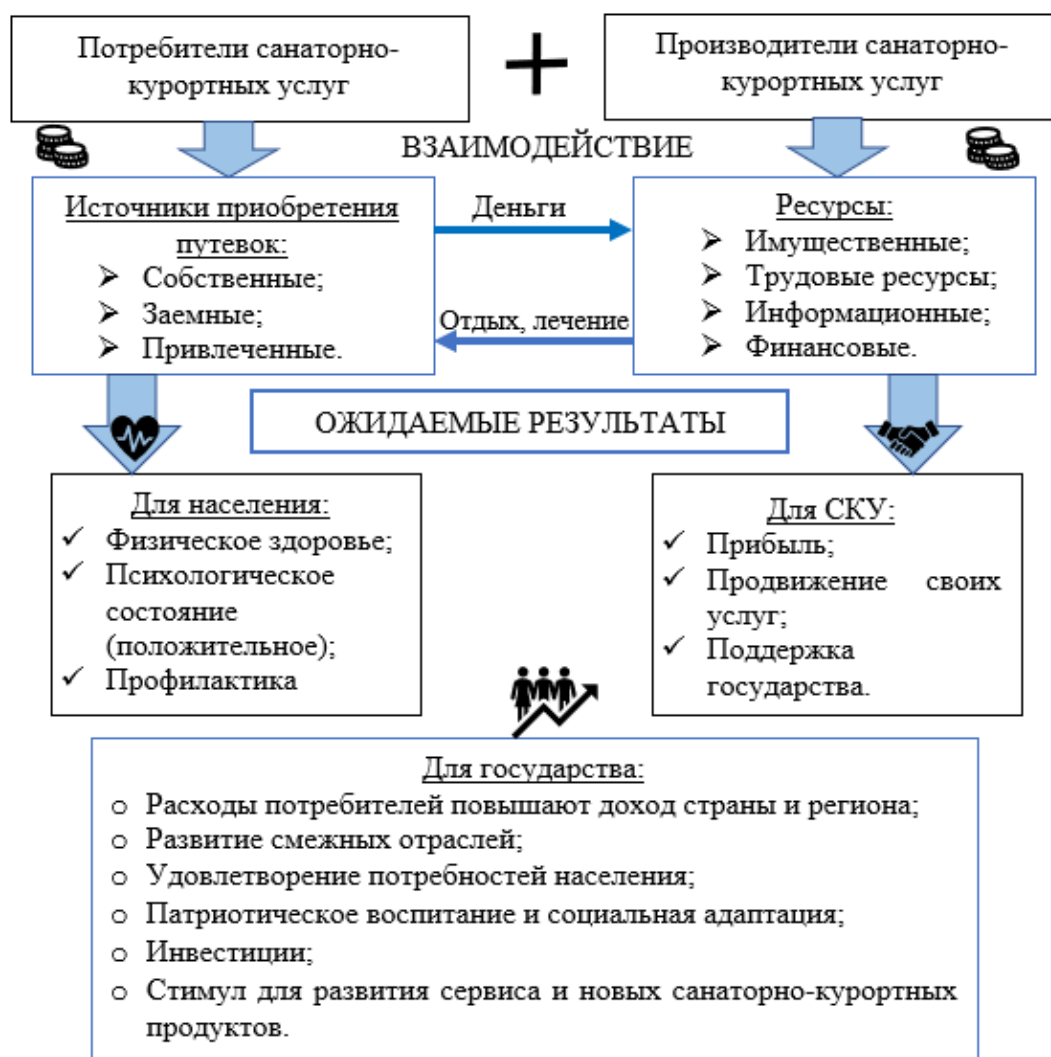 Потребители санаторно-
курортных услуг
Производители санаторно-
курортных услуг
ВЗАИМОДЕЙСТВИЕ
Источники приобретения
путевок:
Собственные;
Заемные;
Привлеченные.
Деньги
Отдых, лечение
Ресурсы:
Имущественные;
Трудовые ресурсы;
Информационные;
Финансовые.
ОЖИДАЕМЫЕ РЕЗУЛЬТАТЫ
Для населения:
Физическое здоровье;
Психологическое
состояние
(положительное);
Профилактика
Для СКУ:
Прибыль;
Продвижение своих
услуг;
Поддержка
государства.
Для государства:
Расходы потребителей повышают доход страны и региона;
Развитие смежных отраслей;
Удовлетворение потребностей населения;
Патриотическое воспитание и социальная адаптация;
Инвестиции;
Стимул для развития сервиса и новых санаторно-курортных
продуктов.